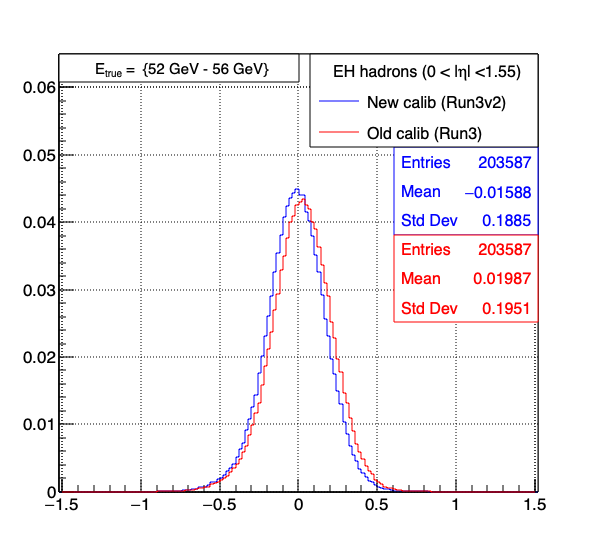 E_true = {52 GeV - 56 GeV}
EH hadrons (0 < |η| <1.55)
New calib (Run3v2)
Old calib (Run3)
Entries 203587
Mean −0.01588
Std Dev 0.1885
Entries 203587
Mean 0.01987
Std Dev 0.1951
0.06
0.05
0.04
0.03
0.02
0.01
0
−1.5 −1 −0.5 0 0.5 1 1.5